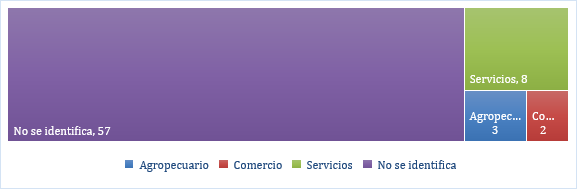 No se identifica, 57
Servicios, 8
Agropec...
3
Co...
2
Agropecuario
Comercio
Servicios
No se identifica